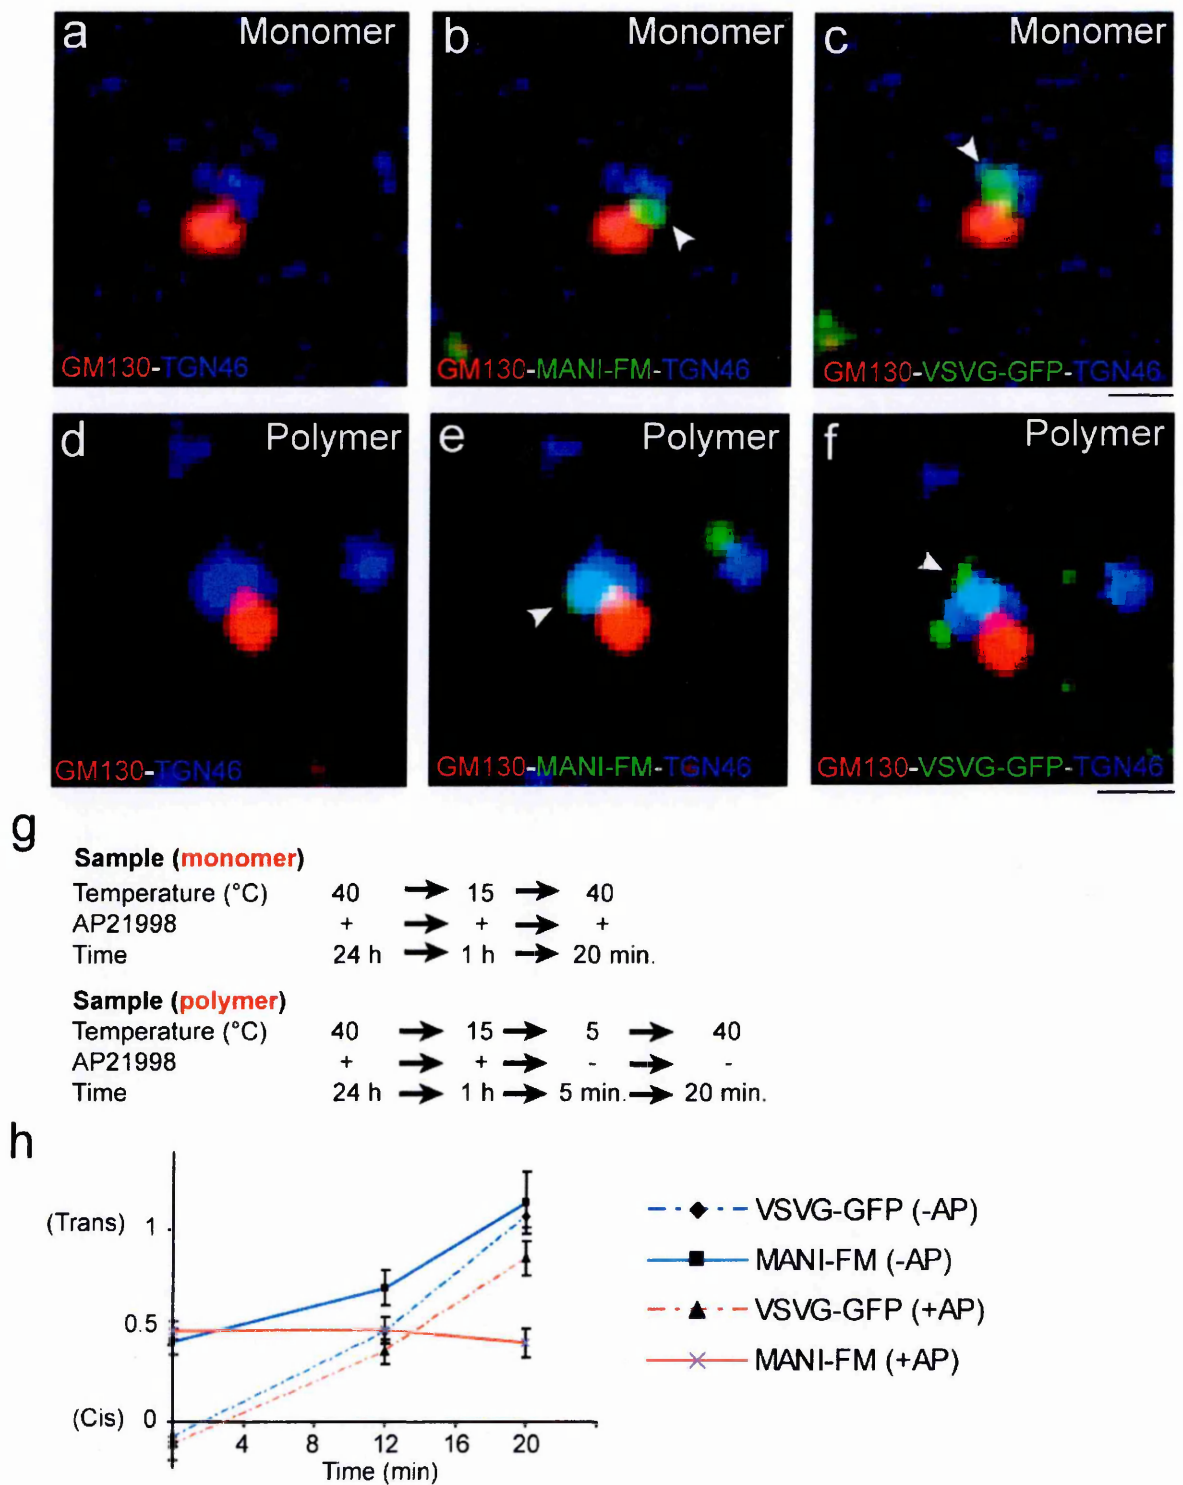 a Monomer
b Monomer
c Monomer
GM130-TGN46
GM130-MANI-FM-TGN46
GM130-VSVG-GFP-TGN46
d Polymer
e Polymer
f Polymer
GM130-TGN46
GM130-MANI-FM-TGN46
GM130-VSVG-GFP-TGN46
g
Sample (monomer)
Temperature (°C) 40 → 15 → 40
AP21998 + → + → +
Time 24 h → 1 h → 20 min.
Sample (polymer)
Temperature (°C) 40 → 15 → 5 → 40
AP21998 + → + → - → -
Time 24 h → 1 h → 5 min. → 20 min.
h
(Trans) 1
0.5
(Cis) 0
4 8 12 16 20
Time (min)
VSVG-GFP (-AP)
MANI-FM (-AP)
VSVG-GFP (+AP)
MANI-FM (+AP)